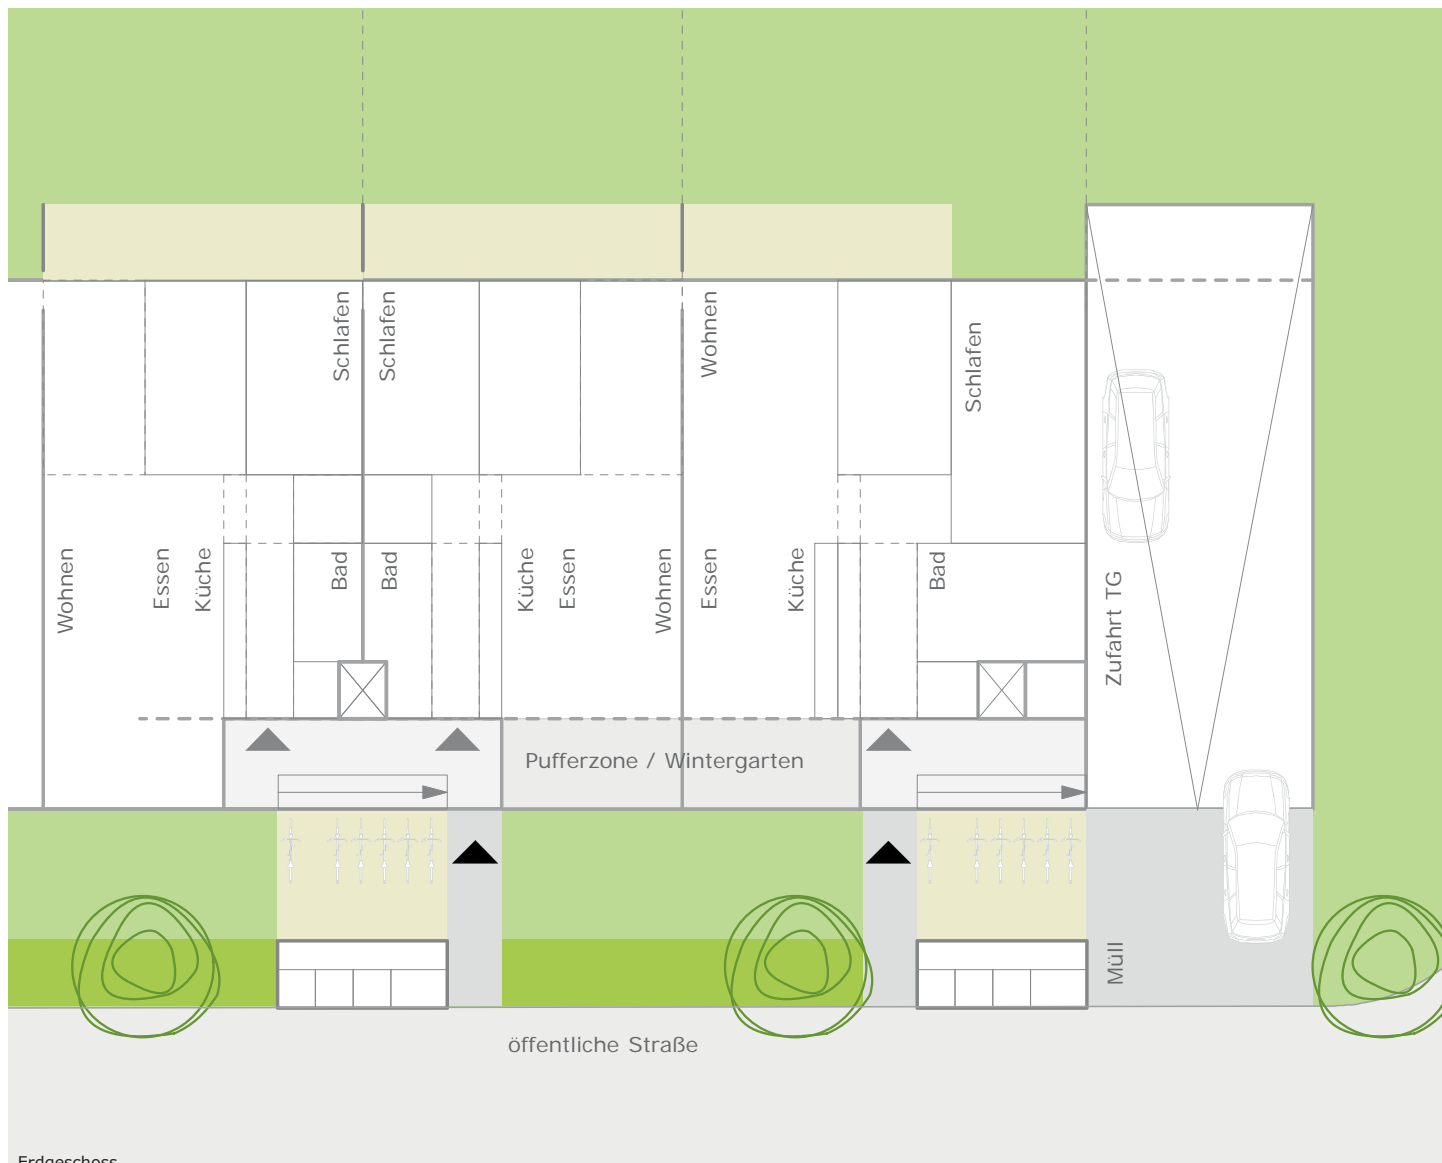 Schlafen
Schlafen
Wohnen
Schlafen
Wohnen
Essen
Küche
Bad
Bad
Küche
Essen
Wohnen
Essen
Küche
Bad
Zufahrt TG
Pufferzone / Wintergarten
Müll
öffentliche Straße
Erdgeschoss